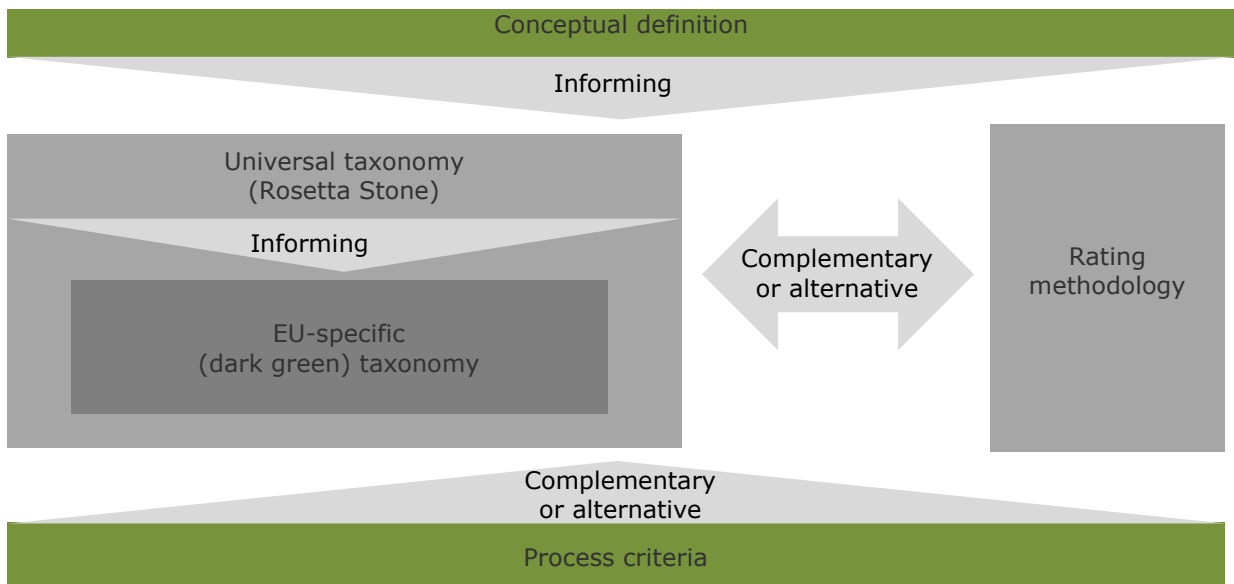 Conceptual definition
Informing
Universal taxonomy
(Rosetta Stone)
Informing
EU-specific
(dark green) taxonomy
Complementary
or alternative
Rating
methodology
Complementary
or alternative
Process criteria